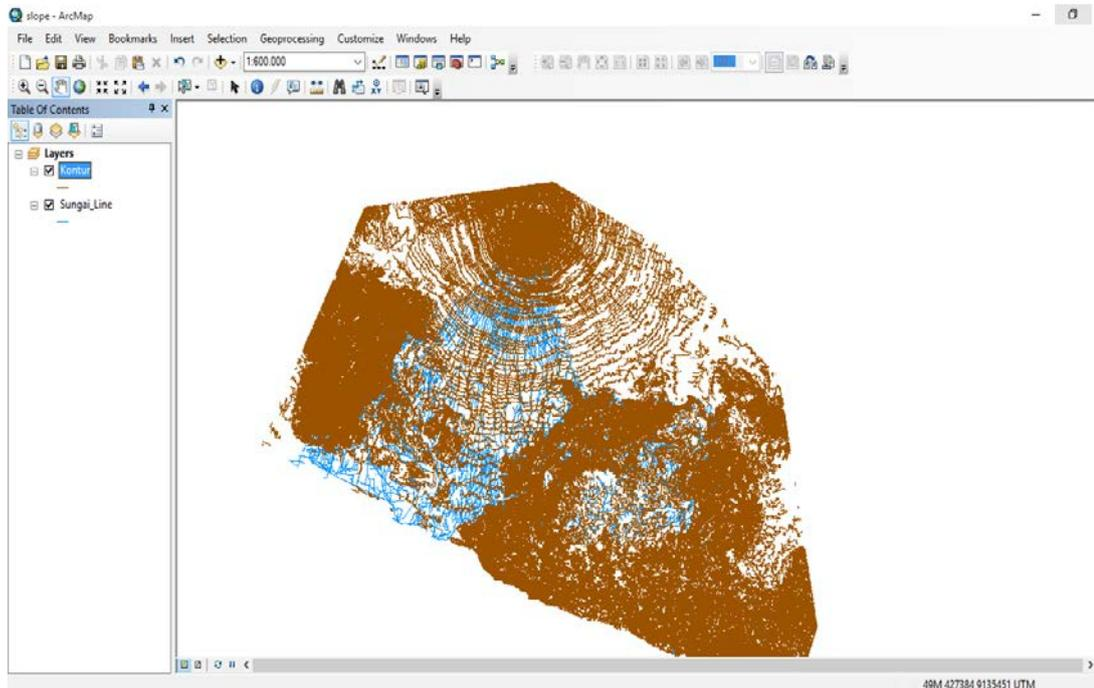 slope - ArcMap
File Edit View Bookmarks Insert Selection Geoprocessing Customize Windows Help
1:600.000
Table Of Contents
Layers
Kontur
Sungai_Line
49M 427384 9135451 UTM